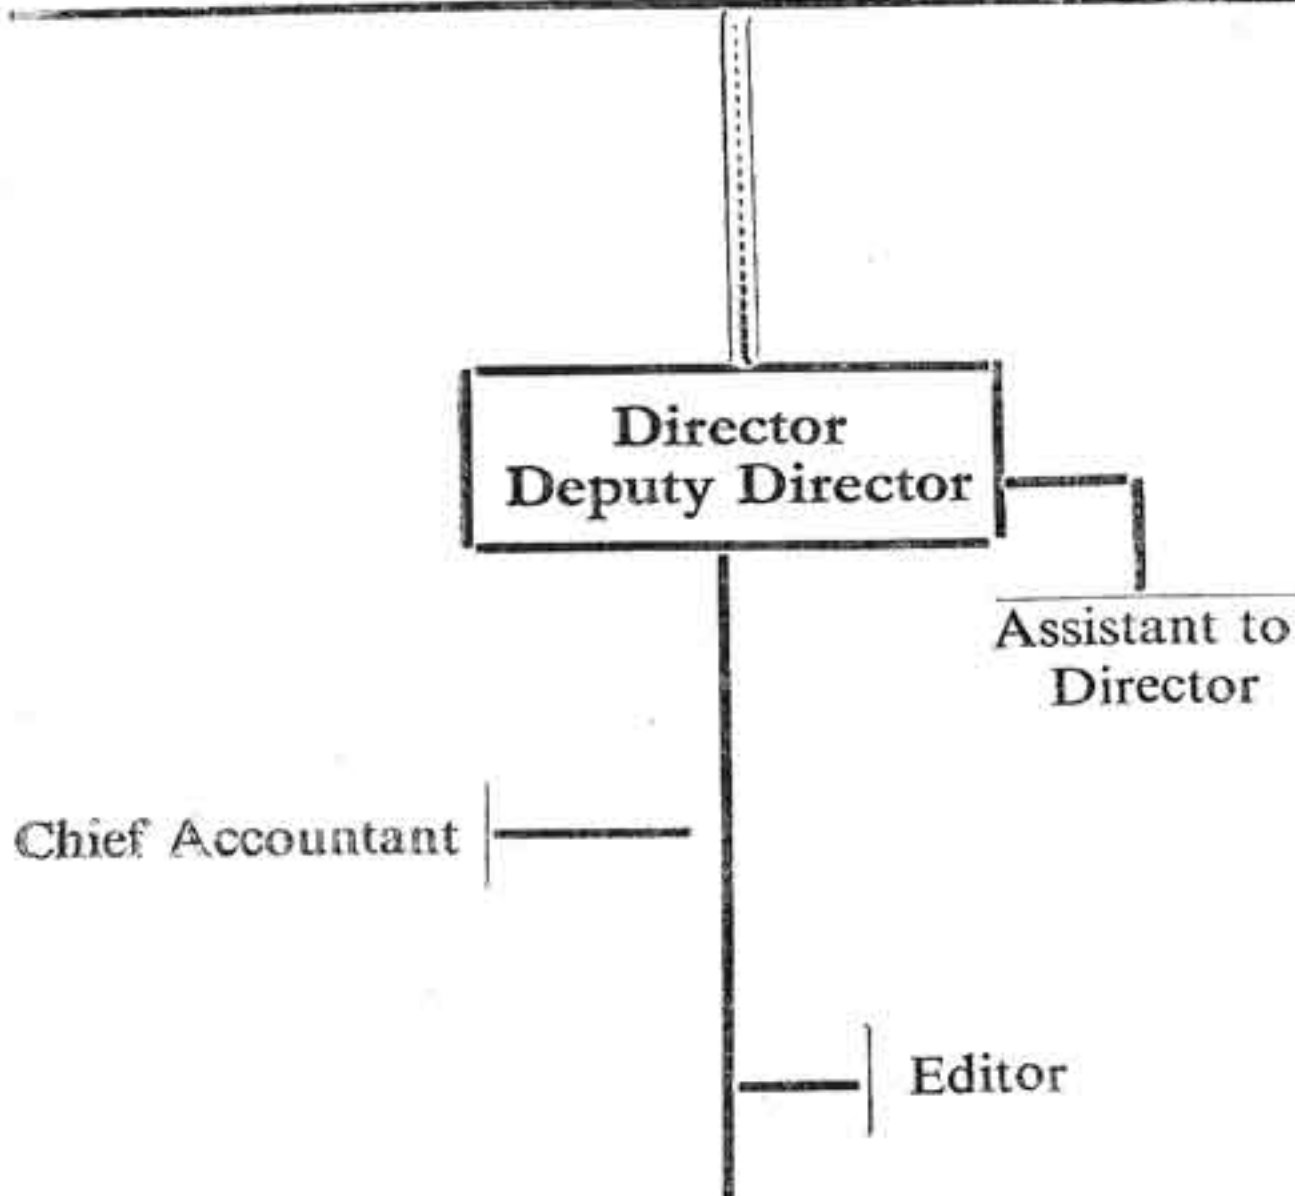 Director
Deputy Director
Assistant to
Director
Chief Accountant
Editor